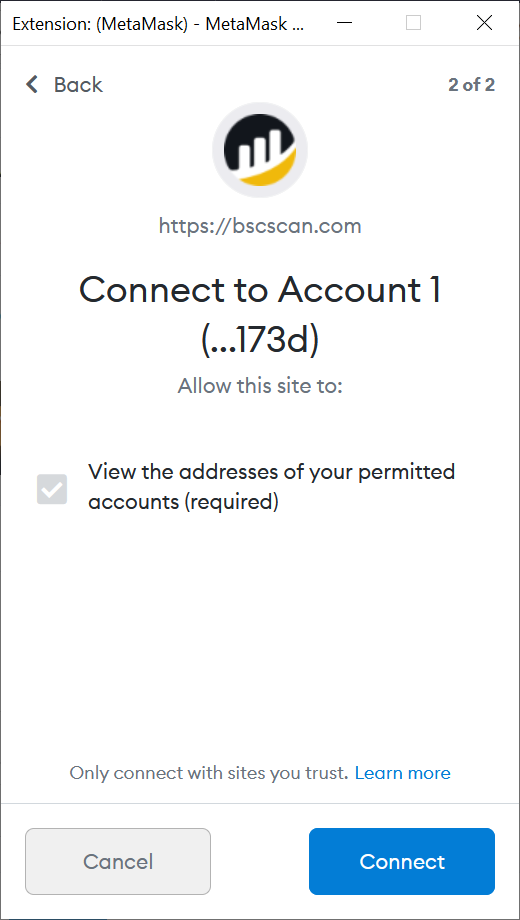 Extension: (MetaMask) - MetaMask ...
Back
2 of 2
https://bscscan.com
Connect to Account 1
(...173d)
Allow this site to:
View the addresses of your permitted
accounts (required)
Only connect with sites you trust. Learn more
Cancel
Connect